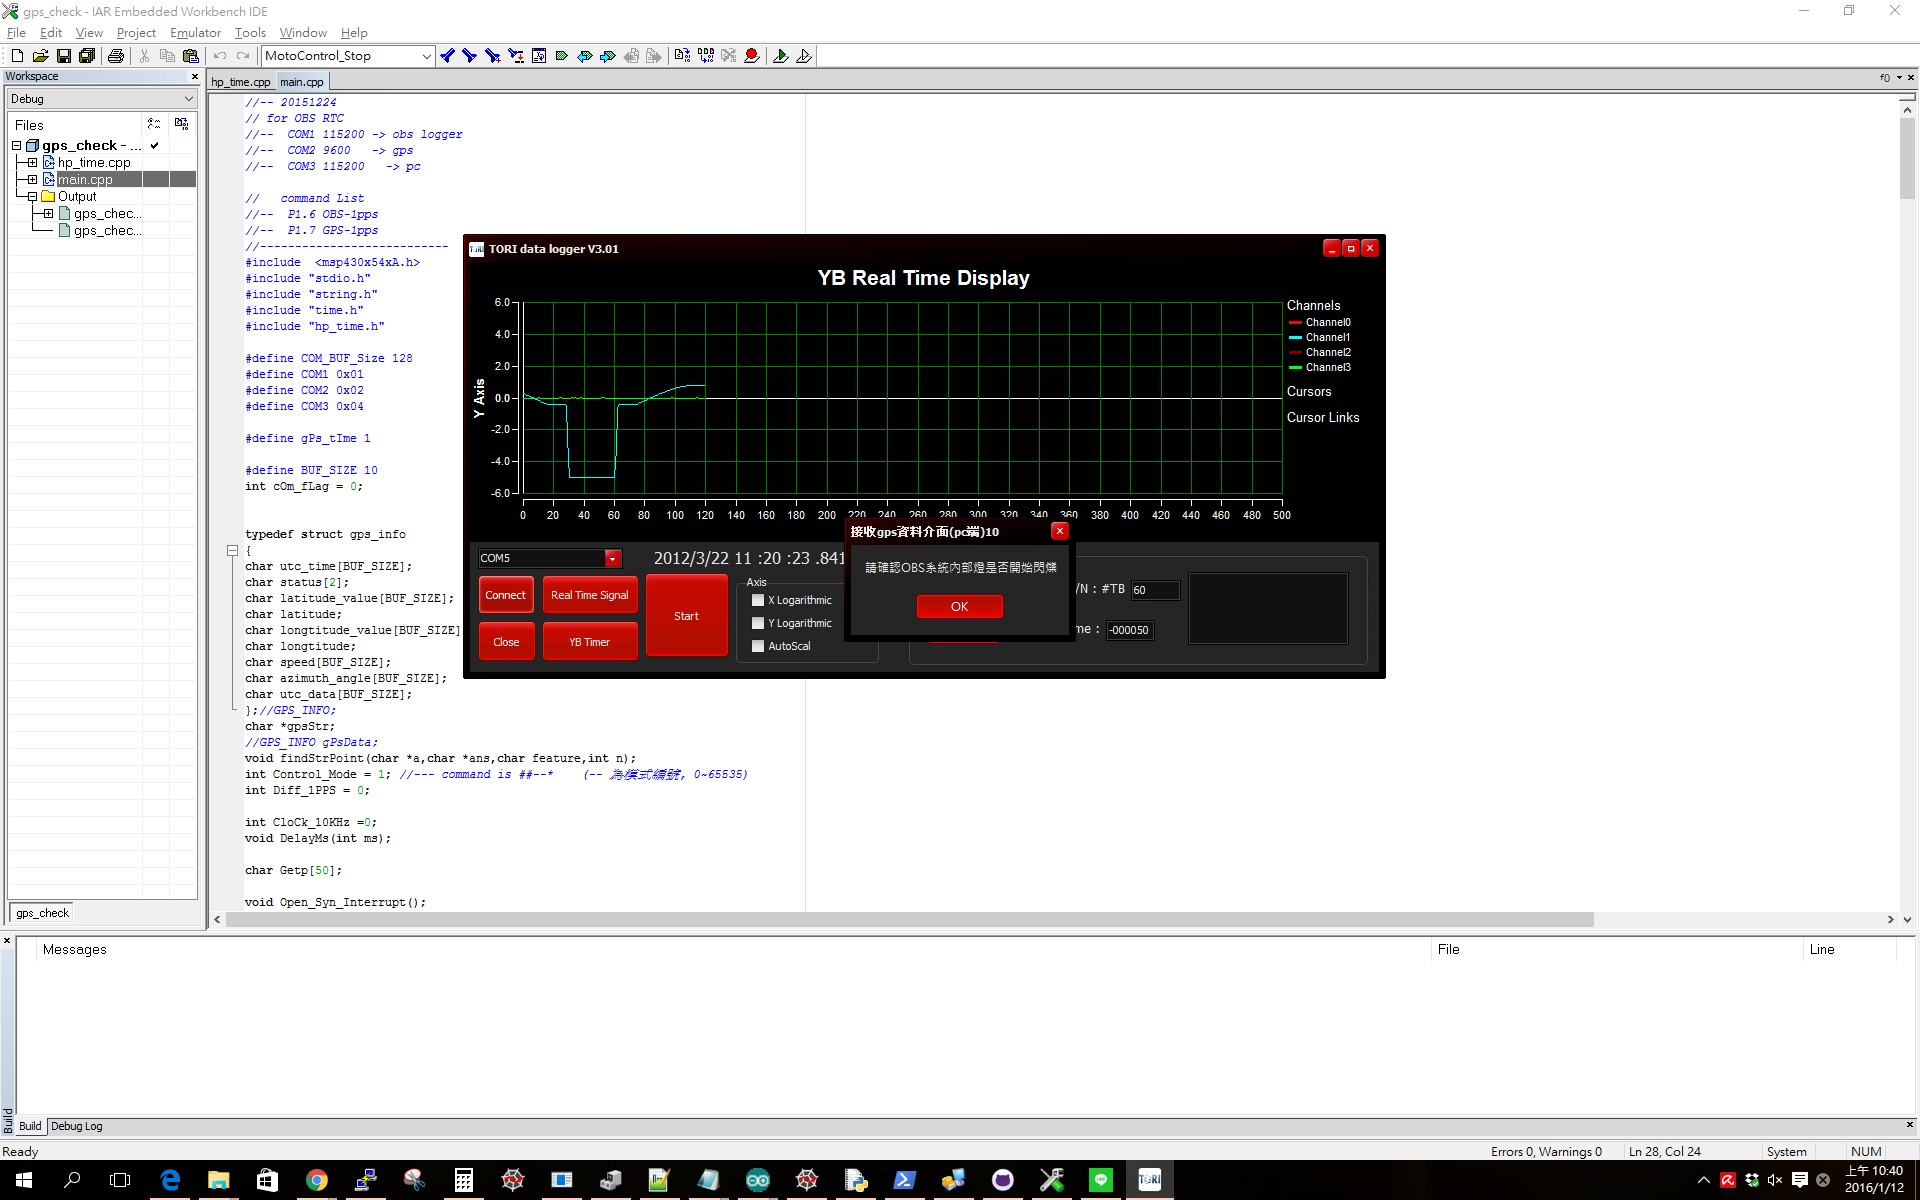 gps_check - IAR Embedded Workbench IDE
File Edit View Project Emulator Tools Window Help
MotoControl_Stop
Workspace
Debug
Files
gps_check - ...
hp_time.cpp
main.cpp
Output
gps_chec...
gps_chec...
gps_check
hp_time.cpp main.cpp
f0
//-- 20151224
// for OBS RTC
//-- COM1 115200 -> obs logger
//-- COM2 9600 -> gps
//-- COM3 115200 -> pc
// command List
//-- P1.6 OBS-1pps
//-- P1.7 GPS-1pps
//---------------------------
#include <msp430x54xA.h>
#include "stdio.h"
#include "string.h"
#include "time.h"
#include "hp_time.h"
#define COM_BUF_Size 128
#define COM1 0x01
#define COM2 0x02
#define COM3 0x04
#define gPs_tIme 1
#define BUF_SIZE 10
int cOm_fLag = 0;
typedef struct gps_info
{
char utc_time[BUF_SIZE];
char status[2];
char latitude_value[BUF_SIZE];
char latitude;
char longtitude_value[BUF_SIZE]
char longtitude;
char speed[BUF_SIZE];
char azimuth_angle[BUF_SIZE];
char utc_data[BUF_SIZE];
};//GPS_INFO;
char *gpsStr;
//GPS_INFO gPsData;
void findStrPoint(char *a,char *ans,char feature,int n);
int Control_Mode = 1; //--- command is ##--* (-- 為模式編號, 0~65535)
int Diff_1PPS = 0;
int CloCk_10KHz =0;
void DelayMs(int ms);
char Getp[50];
void Open_Syn_Interrupt();
TORI data logger V3.01
YB Real Time Display
Y Axis
6.0
4.0
2.0
0.0
-2.0
-4.0
-6.0
0 20 40 60 80 100 120 140 160 180 200 220 240 260 280 300 320 340 360 380 400 420 440 460 480 500
Channels
Channel0
Channel1
Channel2
Channel3
Cursors
Cursor Links
COM5
2012/3/22 11 :20 :23 .841
Connect
Real Time Signal
Start
Close
YB Timer
Axis
X Logarithmic
Y Logarithmic
AutoScal
接收gps資料介面(pc端)10
請確認OBS系統內部燈是否開始閃爍
OK
/N : #TB 60
me : -000050
Messages File Line
Build
Build Debug Log
Ready
Errors 0, Warnings 0 Ln 28, Col 24 System NUM
上午 10:40
2016/1/12